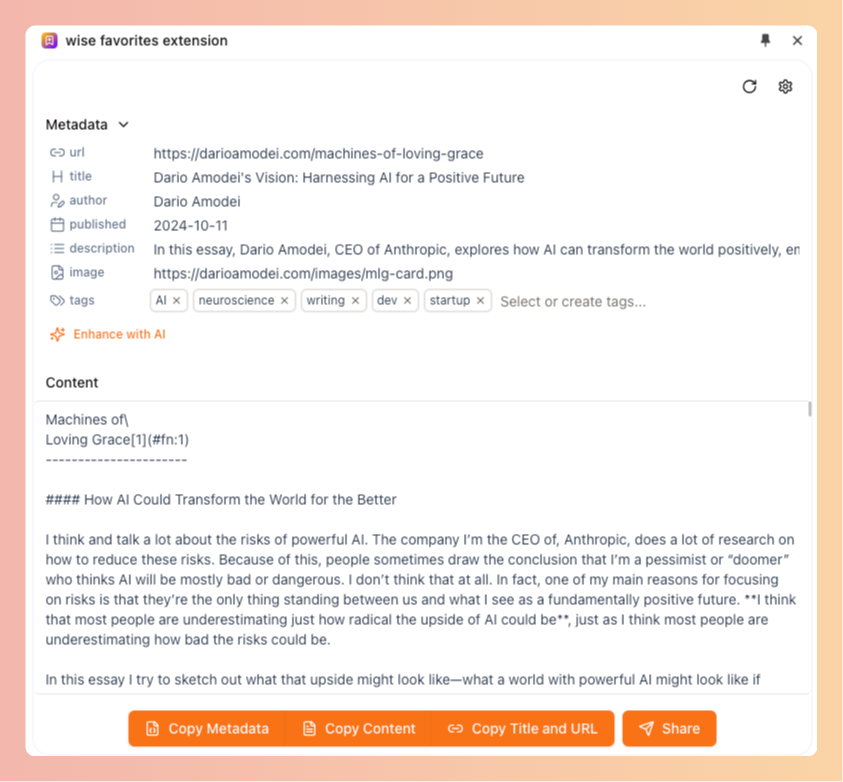 wise favorites extension
Metadata
url https://darioamodei.com/machines-of-loving-grace
title Dario Amodei's Vision: Harnessing AI for a Positive Future
author Dario Amodei
published 2024-10-11
description In this essay, Dario Amodei, CEO of Anthropic, explores how AI can transform the world positively, en
image https://darioamodei.com/images/mlg-card.png
tags AI × neuroscience × writing × dev × startup × Select or create tags...
Enhance with AI
Content
Machines of\
Loving Grace[1](#fn:1)
----------------------
#### How AI Could Transform the World for the Better
I think and talk a lot about the risks of powerful AI. The company I’m the CEO of, Anthropic, does a lot of research on
how to reduce these risks. Because of this, people sometimes draw the conclusion that I’m a pessimist or “doomer”
who thinks AI will be mostly bad or dangerous. I don’t think that at all. In fact, one of my main reasons for focusing
on risks is that they’re the only thing standing between us and what I see as a fundamentally positive future. **I think
that most people are underestimating just how radical the upside of AI could be**, just as I think most people are
underestimating how bad the risks could be.
In this essay I try to sketch out what that upside might look like—what a world with powerful AI might look like if
Copy Metadata Copy Content Copy Title and URL Share